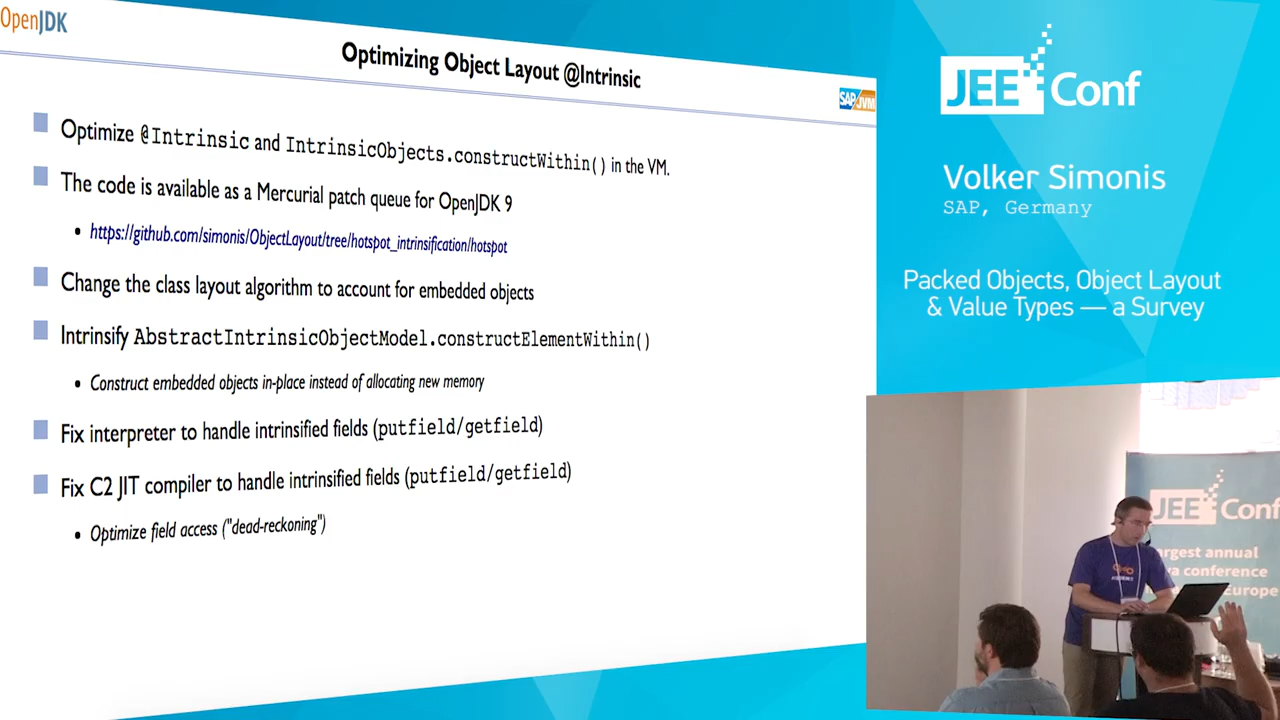 OpenJDK
Optimizing Object Layout @Intrinsic
SAP JVM
Optimize @Intrinsic and IntrinsicObjects.constructWithin() in the VM.
The code is available as a Mercurial patch queue for OpenJDK 9
• https://github.com/simonis/ObjectLayout/tree/hotspot_intrinsification/hotspot
Change the class layout algorithm to account for embedded objects
Intrinsify AbstractIntrinsicObjectModel.constructElementWithin()
• Construct embedded objects in-place instead of allocating new memory
Fix interpreter to handle intrinsified fields (putfield/getfield)
Fix C2 JIT compiler to handle intrinsified fields (putfield/getfield)
• Optimize field access ("dead-reckoning")
JEE Conf
Volker Simonis
SAP, Germany
Packed Objects, Object Layout
& Value Types — a Survey
JEE Conf
argest annual
a conference
Europe